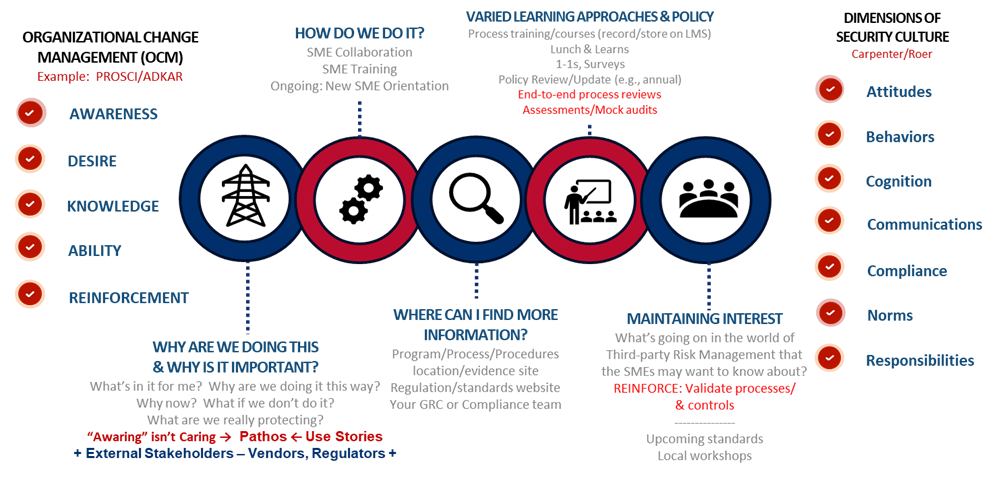 ORGANIZATIONAL CHANGE
MANAGEMENT (OCM)
Example:  PROSCI/ADKAR
AWARENESS
DESIRE
KNOWLEDGE
ABILITY
REINFORCEMENT
HOW DO WE DO IT?
SME Collaboration
SME Training
Ongoing: New SME Orientation
VARIED LEARNING APPROACHES & POLICY
Process training/courses (record/store on LMS)
Lunch & Learns
1-1s, Surveys
Policy Review/Update (e.g., annual)
End-to-end process reviews
Assessments/Mock audits
WHY ARE WE DOING THIS
& WHY IS IT IMPORTANT?
What's in it for me?  Why are we doing it this way?
Why now?  What if we don't do it?
What are we really protecting?
“Awaring” isn't Caring → Pathos ← Use Stories
+ External Stakeholders – Vendors, Regulators +
WHERE CAN I FIND MORE
INFORMATION?
Program/Process/Procedures
location/evidence site
Regulation/standards website
Your GRC or Compliance team
MAINTAINING INTEREST
What's going on in the world of
Third-party Risk Management that
the SMEs may want to know about?
REINFORCE: Validate processes/
& controls
---------------
Upcoming standards
Local workshops
DIMENSIONS OF
SECURITY CULTURE
Carpenter/Roer
Attitudes
Behaviors
Cognition
Communications
Compliance
Norms
Responsibilities